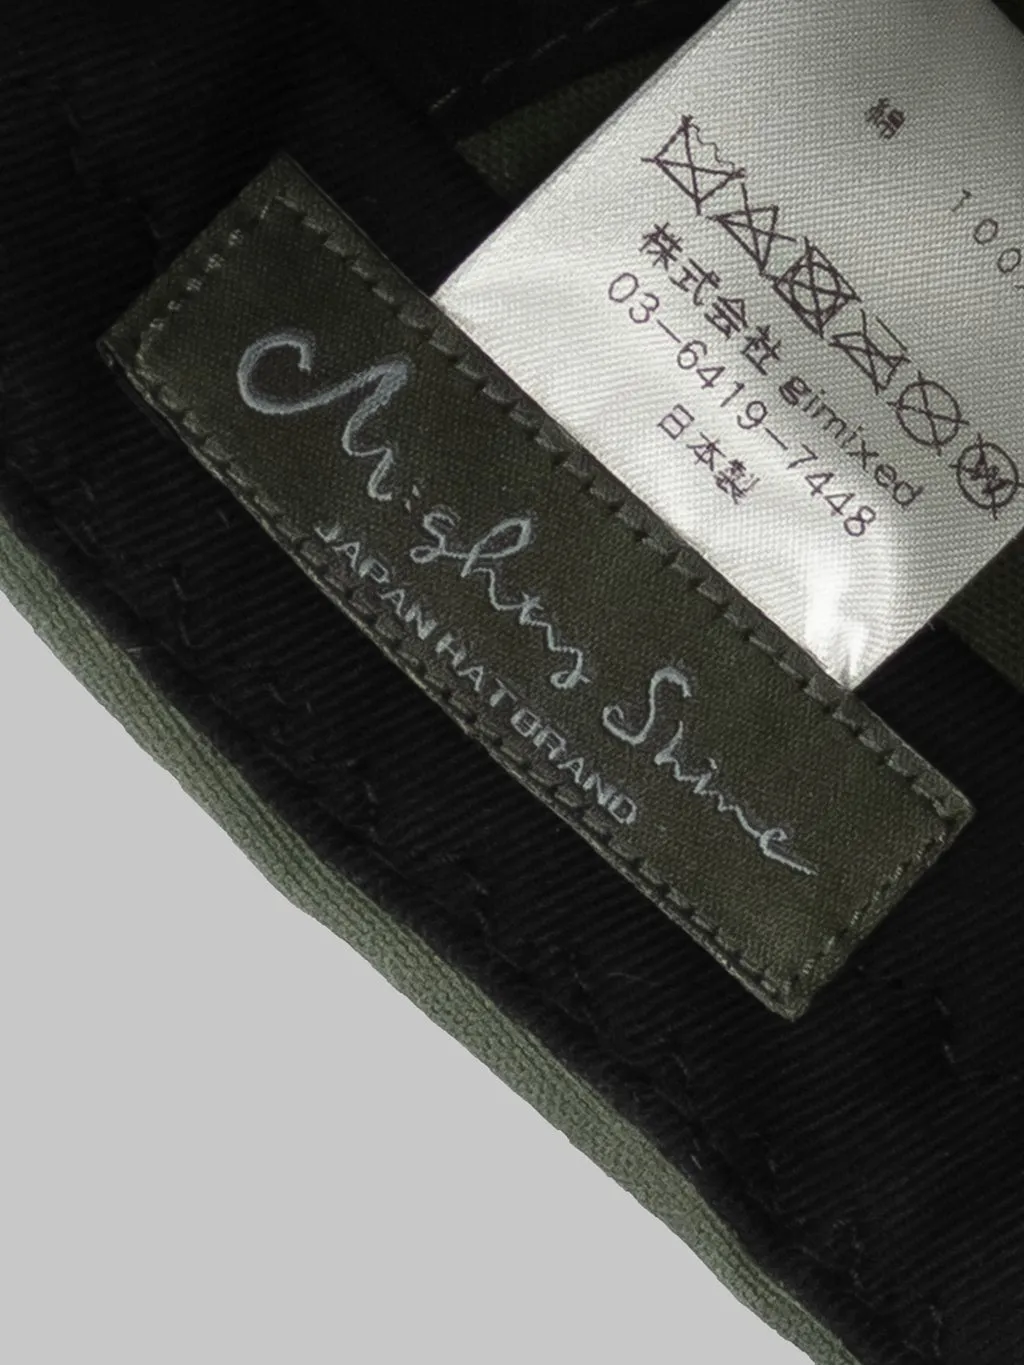 綿 100
株式会社 gimixed
03-6419-7448
日本製
Mighty Shine
JAPAN HAT BRAND